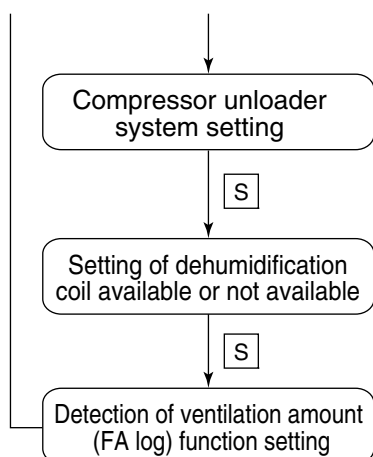 Compressor unloader
system setting
S
Setting of dehumidification
coil available or not available
S
Detection of ventilation amount
(FA log) function setting